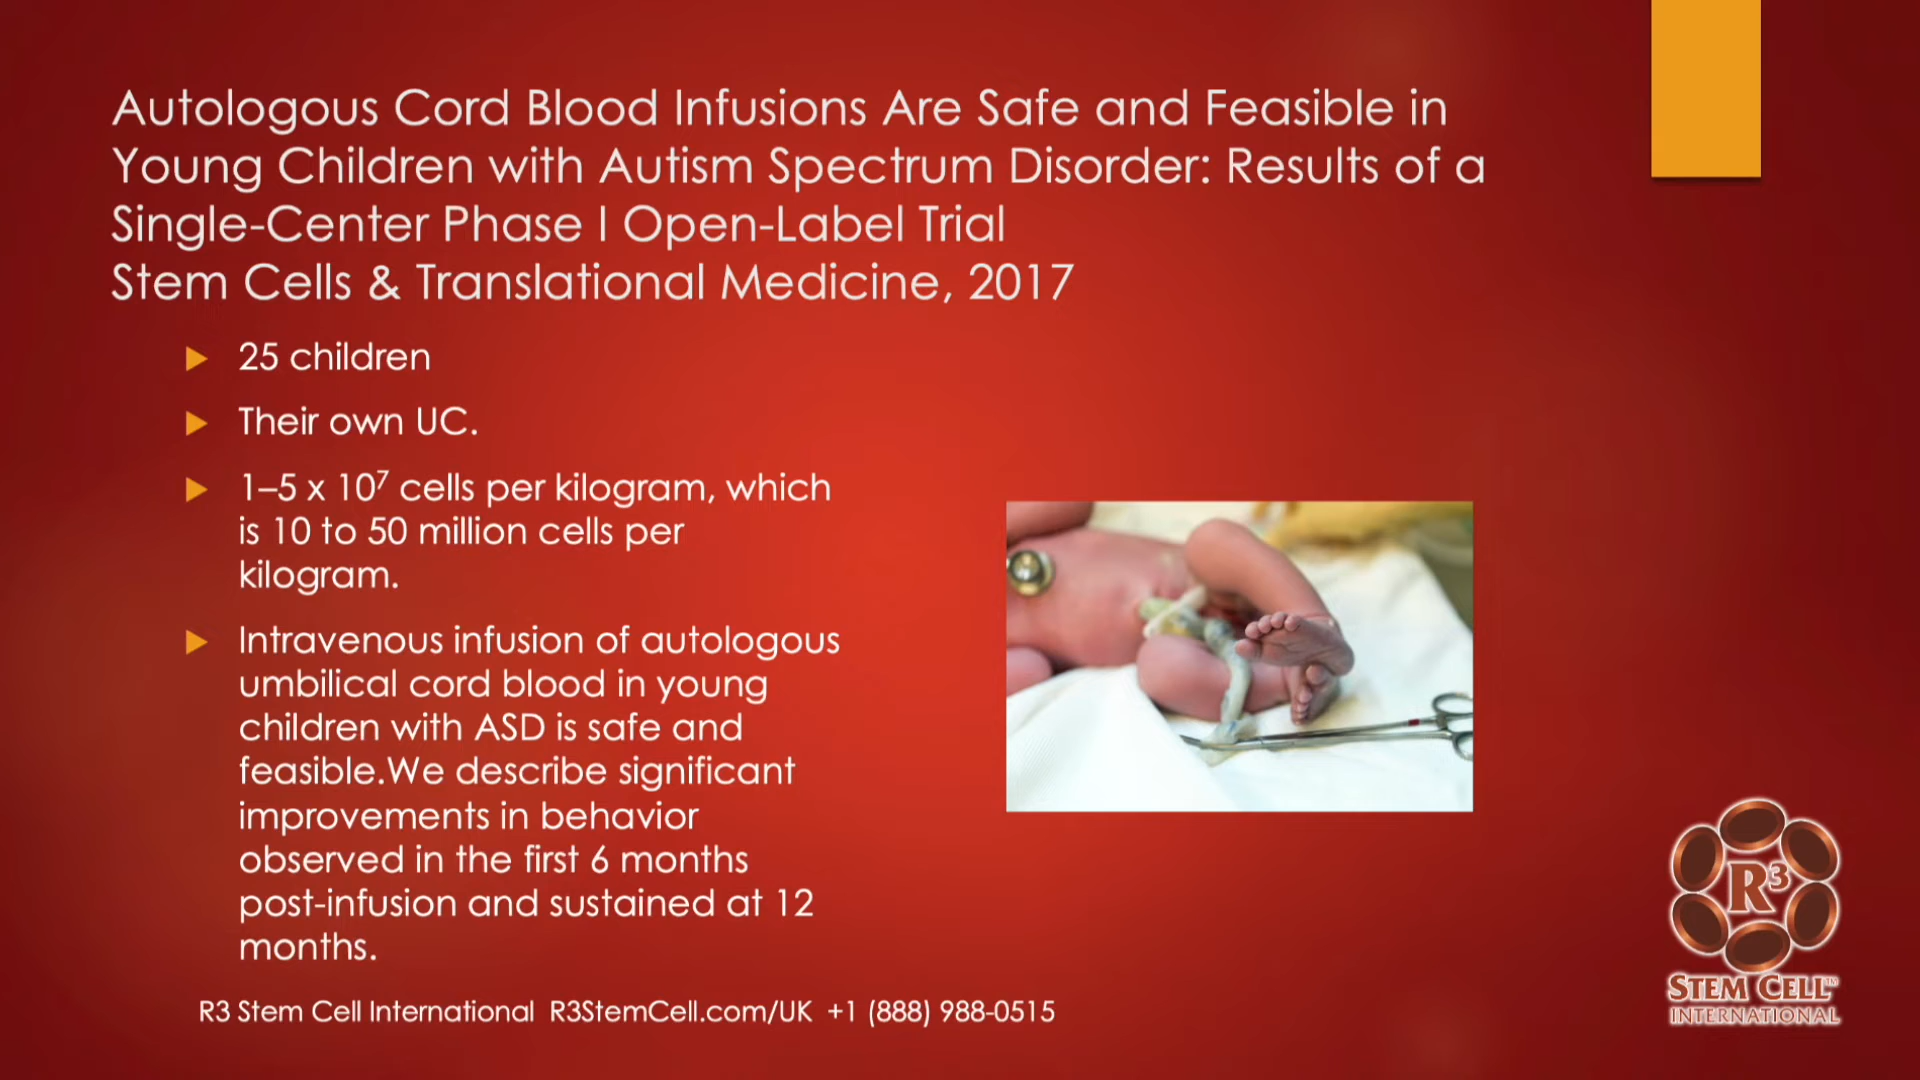 Autologous Cord Blood Infusions Are Safe and Feasible in
Young Children with Autism Spectrum Disorder: Results of a
Single-Center Phase I Open-Label Trial
Stem Cells & Translational Medicine, 2017
25 children
Their own UC.
1–5 x 10⁷ cells per kilogram, which
is 10 to 50 million cells per
kilogram.
Intravenous infusion of autologous
umbilical cord blood in young
children with ASD is safe and
feasible.We describe significant
improvements in behavior
observed in the first 6 months
post-infusion and sustained at 12
months.
R3 Stem Cell International R3StemCell.com/UK +1 (888) 988-0515
R³
STEM CELL™
INTERNATIONAL